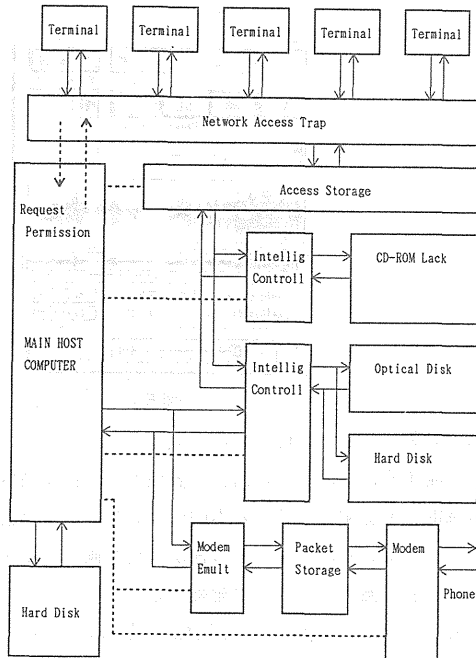 Terminal
Terminal
Terminal
Terminal
Terminal
Network Access Trap
Access Storage
Request
Permission
MAIN HOST
COMPUTER
Intellig
Controll
CD-ROM Lack
Intellig
Controll
Optical Disk
Hard Disk
Modem
Emult
Packet
Storage
Modem
Phone
Hard Disk